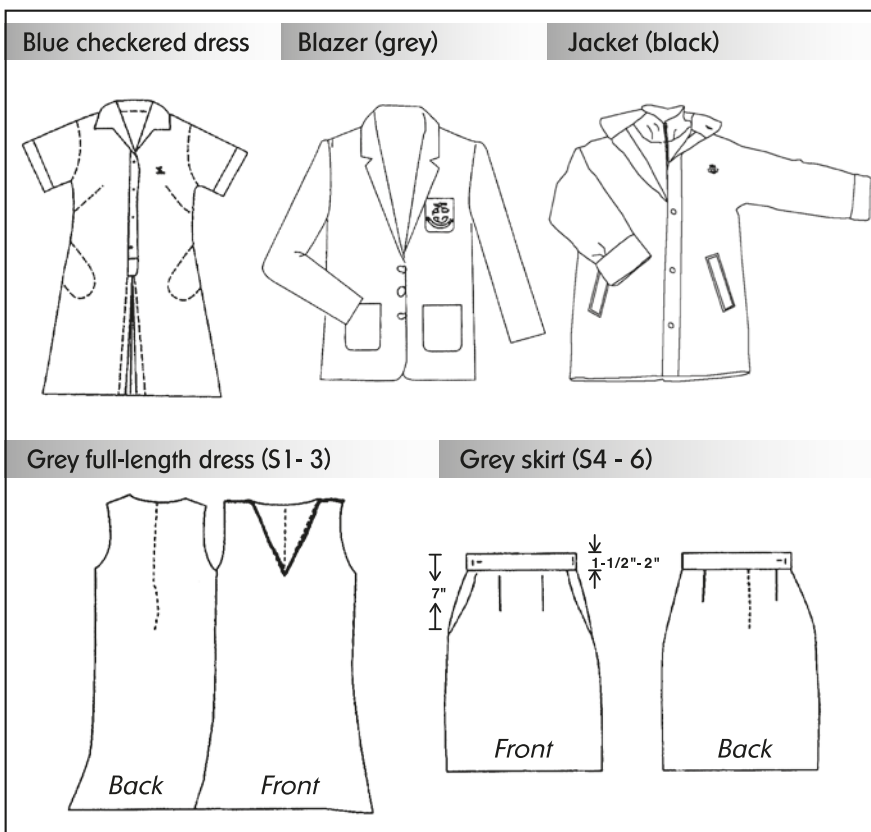 Blue checkered dress
Blazer (grey)
Jacket (black)
Grey full-length dress (S1- 3)
Grey skirt (S4 - 6)
1-1/2"-2"
7"
Back
Front
Front
Back